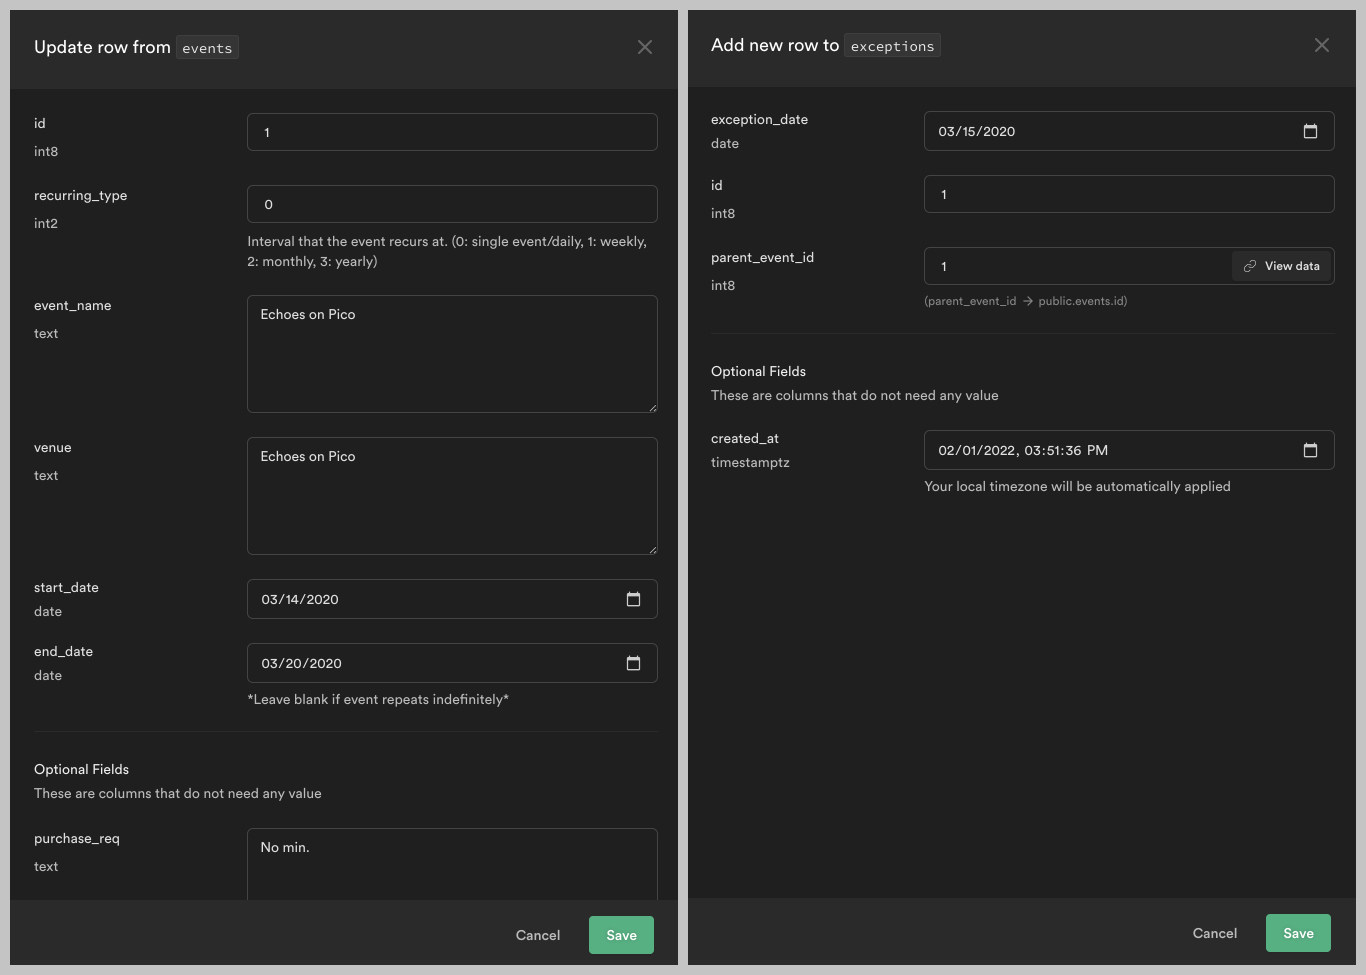 Update row from events
id
int8
1
recurring_type
int2
0
Interval that the event recurs at. (0: single event/daily, 1: weekly,
2: monthly, 3: yearly)
event_name
text
Echoes on Pico
venue
text
Echoes on Pico
start_date
date
03/14/2020
end_date
date
03/20/2020
*Leave blank if event repeats indefinitely*
Optional Fields
These are columns that do not need any value
purchase_req
text
No min.
Cancel
Save
Add new row to exceptions
exception_date
date
03/15/2020
id
int8
1
parent_event_id
int8
1
View data
(parent_event_id → public.events.id)
Optional Fields
These are columns that do not need any value
created_at
timestamptz
02/01/2022, 03:51:36 PM
Your local timezone will be automatically applied
Cancel
Save